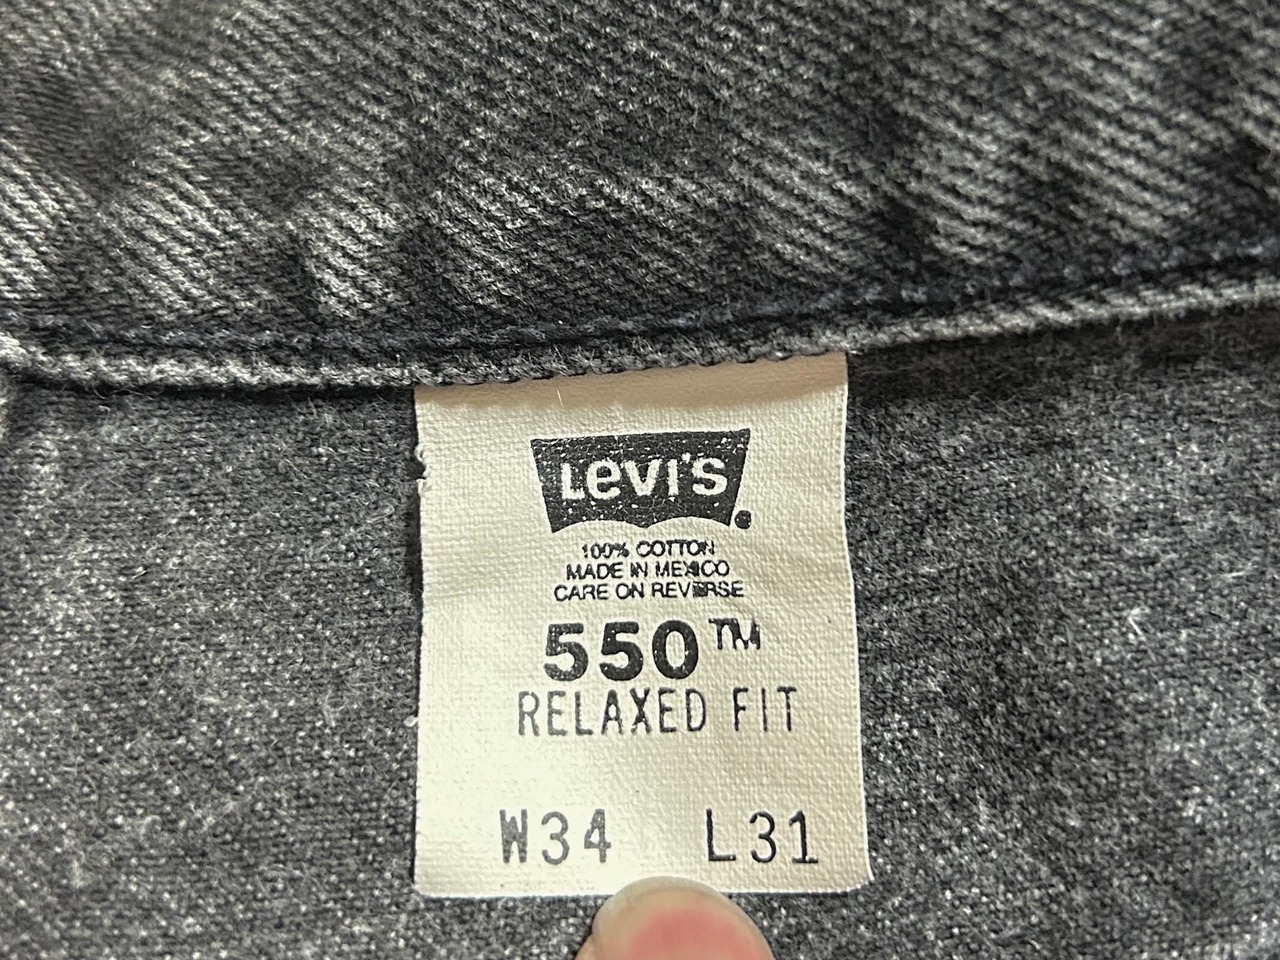 Levi's
100% COTTON
MADE IN MEXICO
CARE ON REVERSE
550™
RELAXED FIT
W34 L31